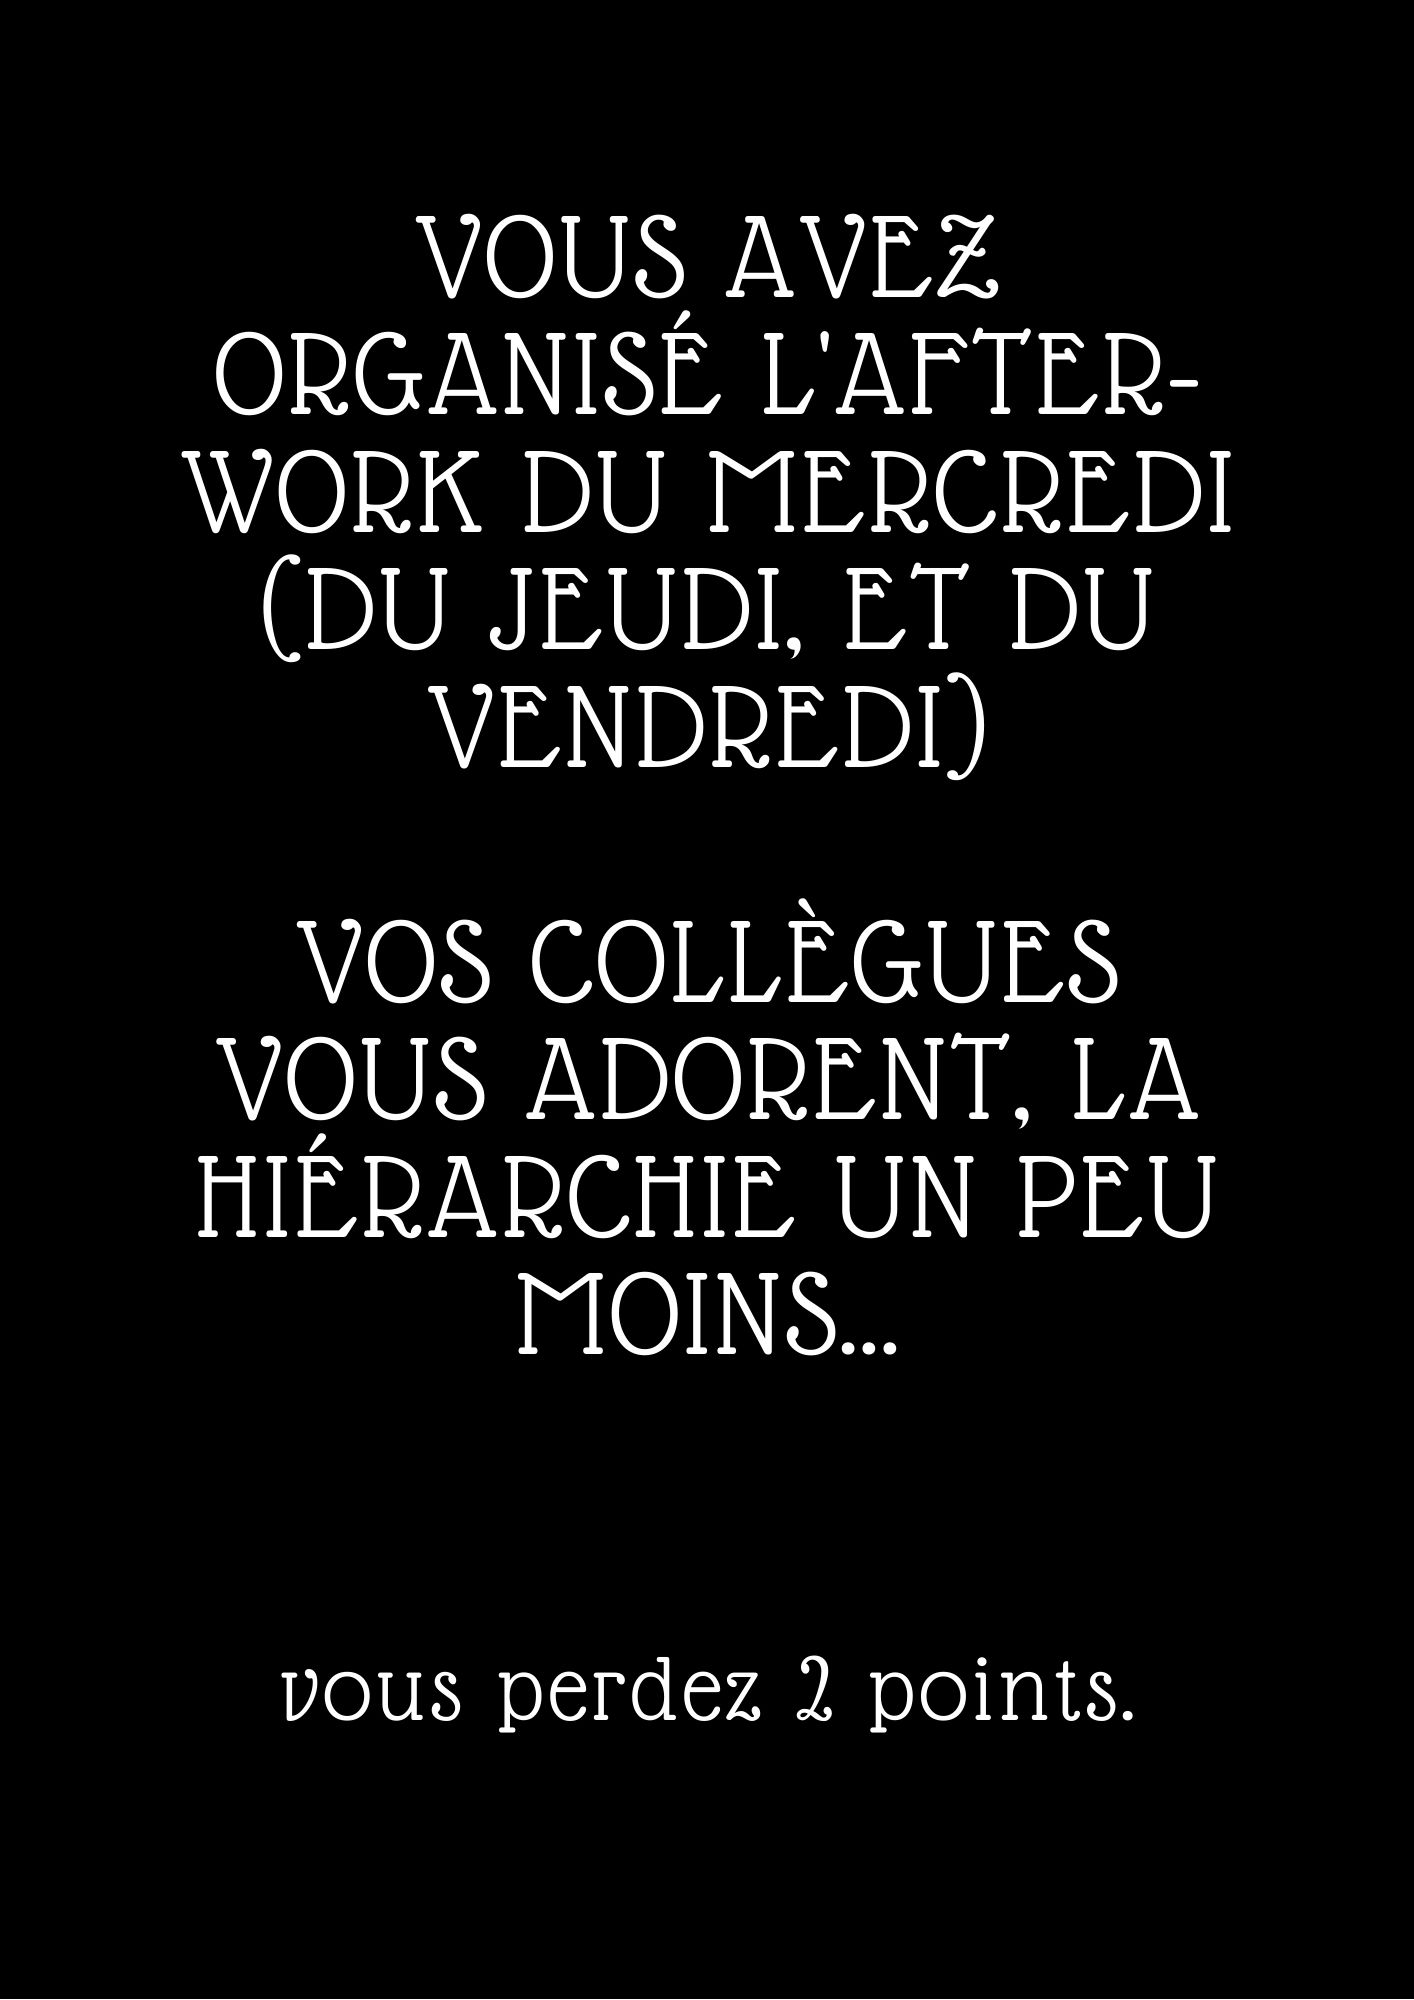 VOUS AVEZ
ORGANISÉ L'AFTER-
WORK DU MERCREDI
(DU JEUDI, ET DU
VENDREDI)
VOS COLLÈGUES
VOUS ADORENT, LA
HIÉRARCHIE UN PEU
MOINS...
vous perdez 2 points.